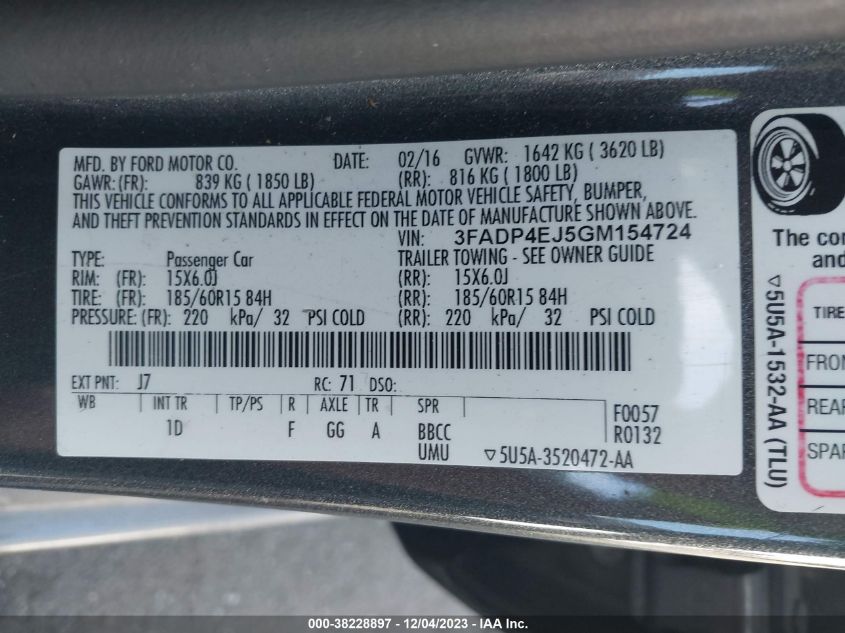 MFD. BY FORD MOTOR CO. DATE: 02/16 GVWR: 1642 KG ( 3620 LB)
GAWR:(FR): 839 KG ( 1850 LB) (RR): 816 KG ( 1800 LB)
THIS VEHICLE CONFORMS TO ALL APPLICABLE FEDERAL MOTOR VEHICLE SAFETY, BUMPER,
AND THEFT PREVENTION STANDARDS IN EFFECT ON THE DATE OF MANUFACTURE SHOWN ABOVE.
VIN: 3FADP4EJ5GM154724
TYPE: Passenger Car TRAILER TOWING - SEE OWNER GUIDE
RIM: (FR): 15X6.0J (RR): 15X6.0J
TIRE: (FR): 185/60R15 84H (RR): 185/60R15 84H
PRESSURE: (FR): 220 kPa/ 32 PSI COLD (RR): 220 kPa/ 32 PSI COLD
EXT PNT: J7 RC: 71 DSO:
WB INT TR TP/PS R AXLE TR SPR F0057
1D F GG A BBCC R0132
UMU ▽5U5A-3520472-AA
The co
and
▽5U5A-1532-AA (TLU)
TIRE
FRON
REAR
SPAR
000-38228897 - 12/04/2023 - IAA Inc.